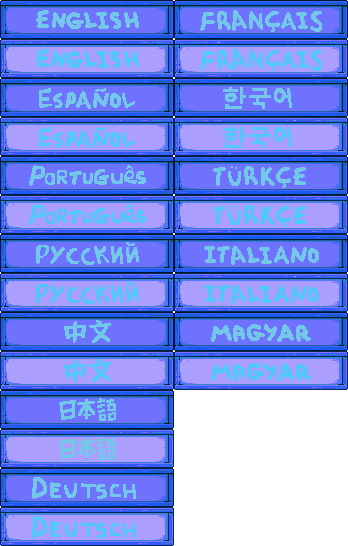 ENGLISH FRANÇAIS
ENGLISH FRANÇAIS
ESPAÑOL 한국어
ESPAÑOL 한국어
PORTUGUÊS TÜRKÇE
PORTUGUÊS TÜRKÇE
РУССКИЙ ITALIANO
РУССКИЙ ITALIANO
中文 MAGYAR
中文 MAGYAR
日本語
日本語
DEUTSCH
DEUTSCH